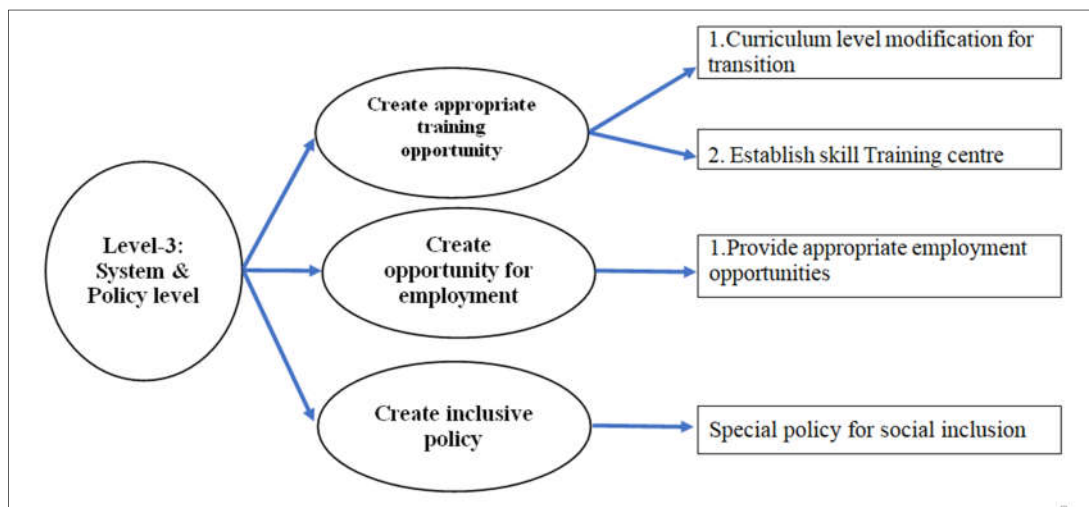 Level-3:
System &
Policy level
Create appropriate
training
opportunity
1.Curriculum level modification for
transition
2. Establish skill Training centre
Create
opportunity for
employment
1.Provide appropriate employment
opportunities
Create inclusive
policy
Special policy for social inclusion